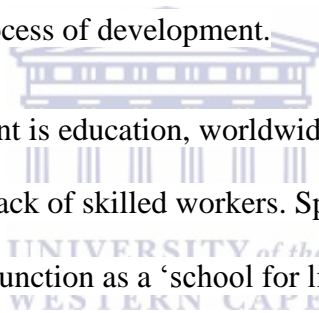 cess of development.
nt is education, worldwid
ack of skilled workers. Sp
UNIVERSITY of the
unction as a ‘school for li
WESTERN CAPE